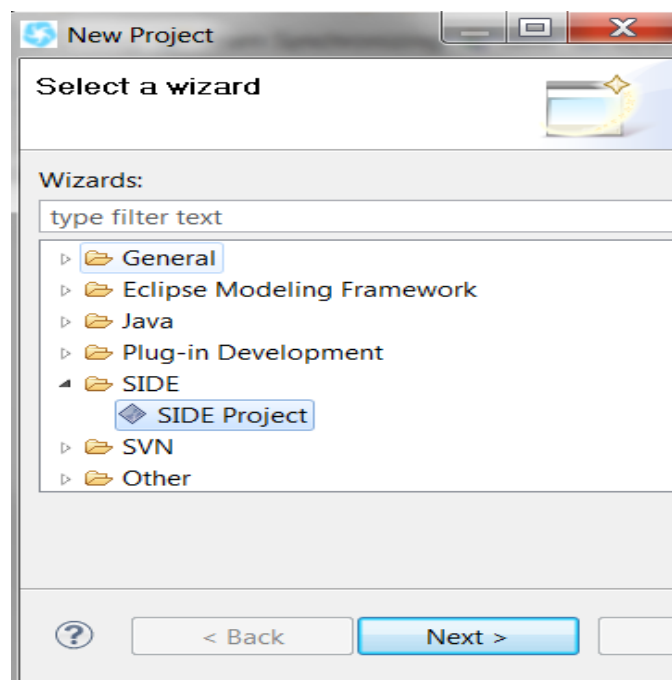 New Project
Select a wizard
Wizards:
type filter text
General
Eclipse Modeling Framework
Java
Plug-in Development
SIDE
SIDE Project
SVN
Other
< Back
Next >